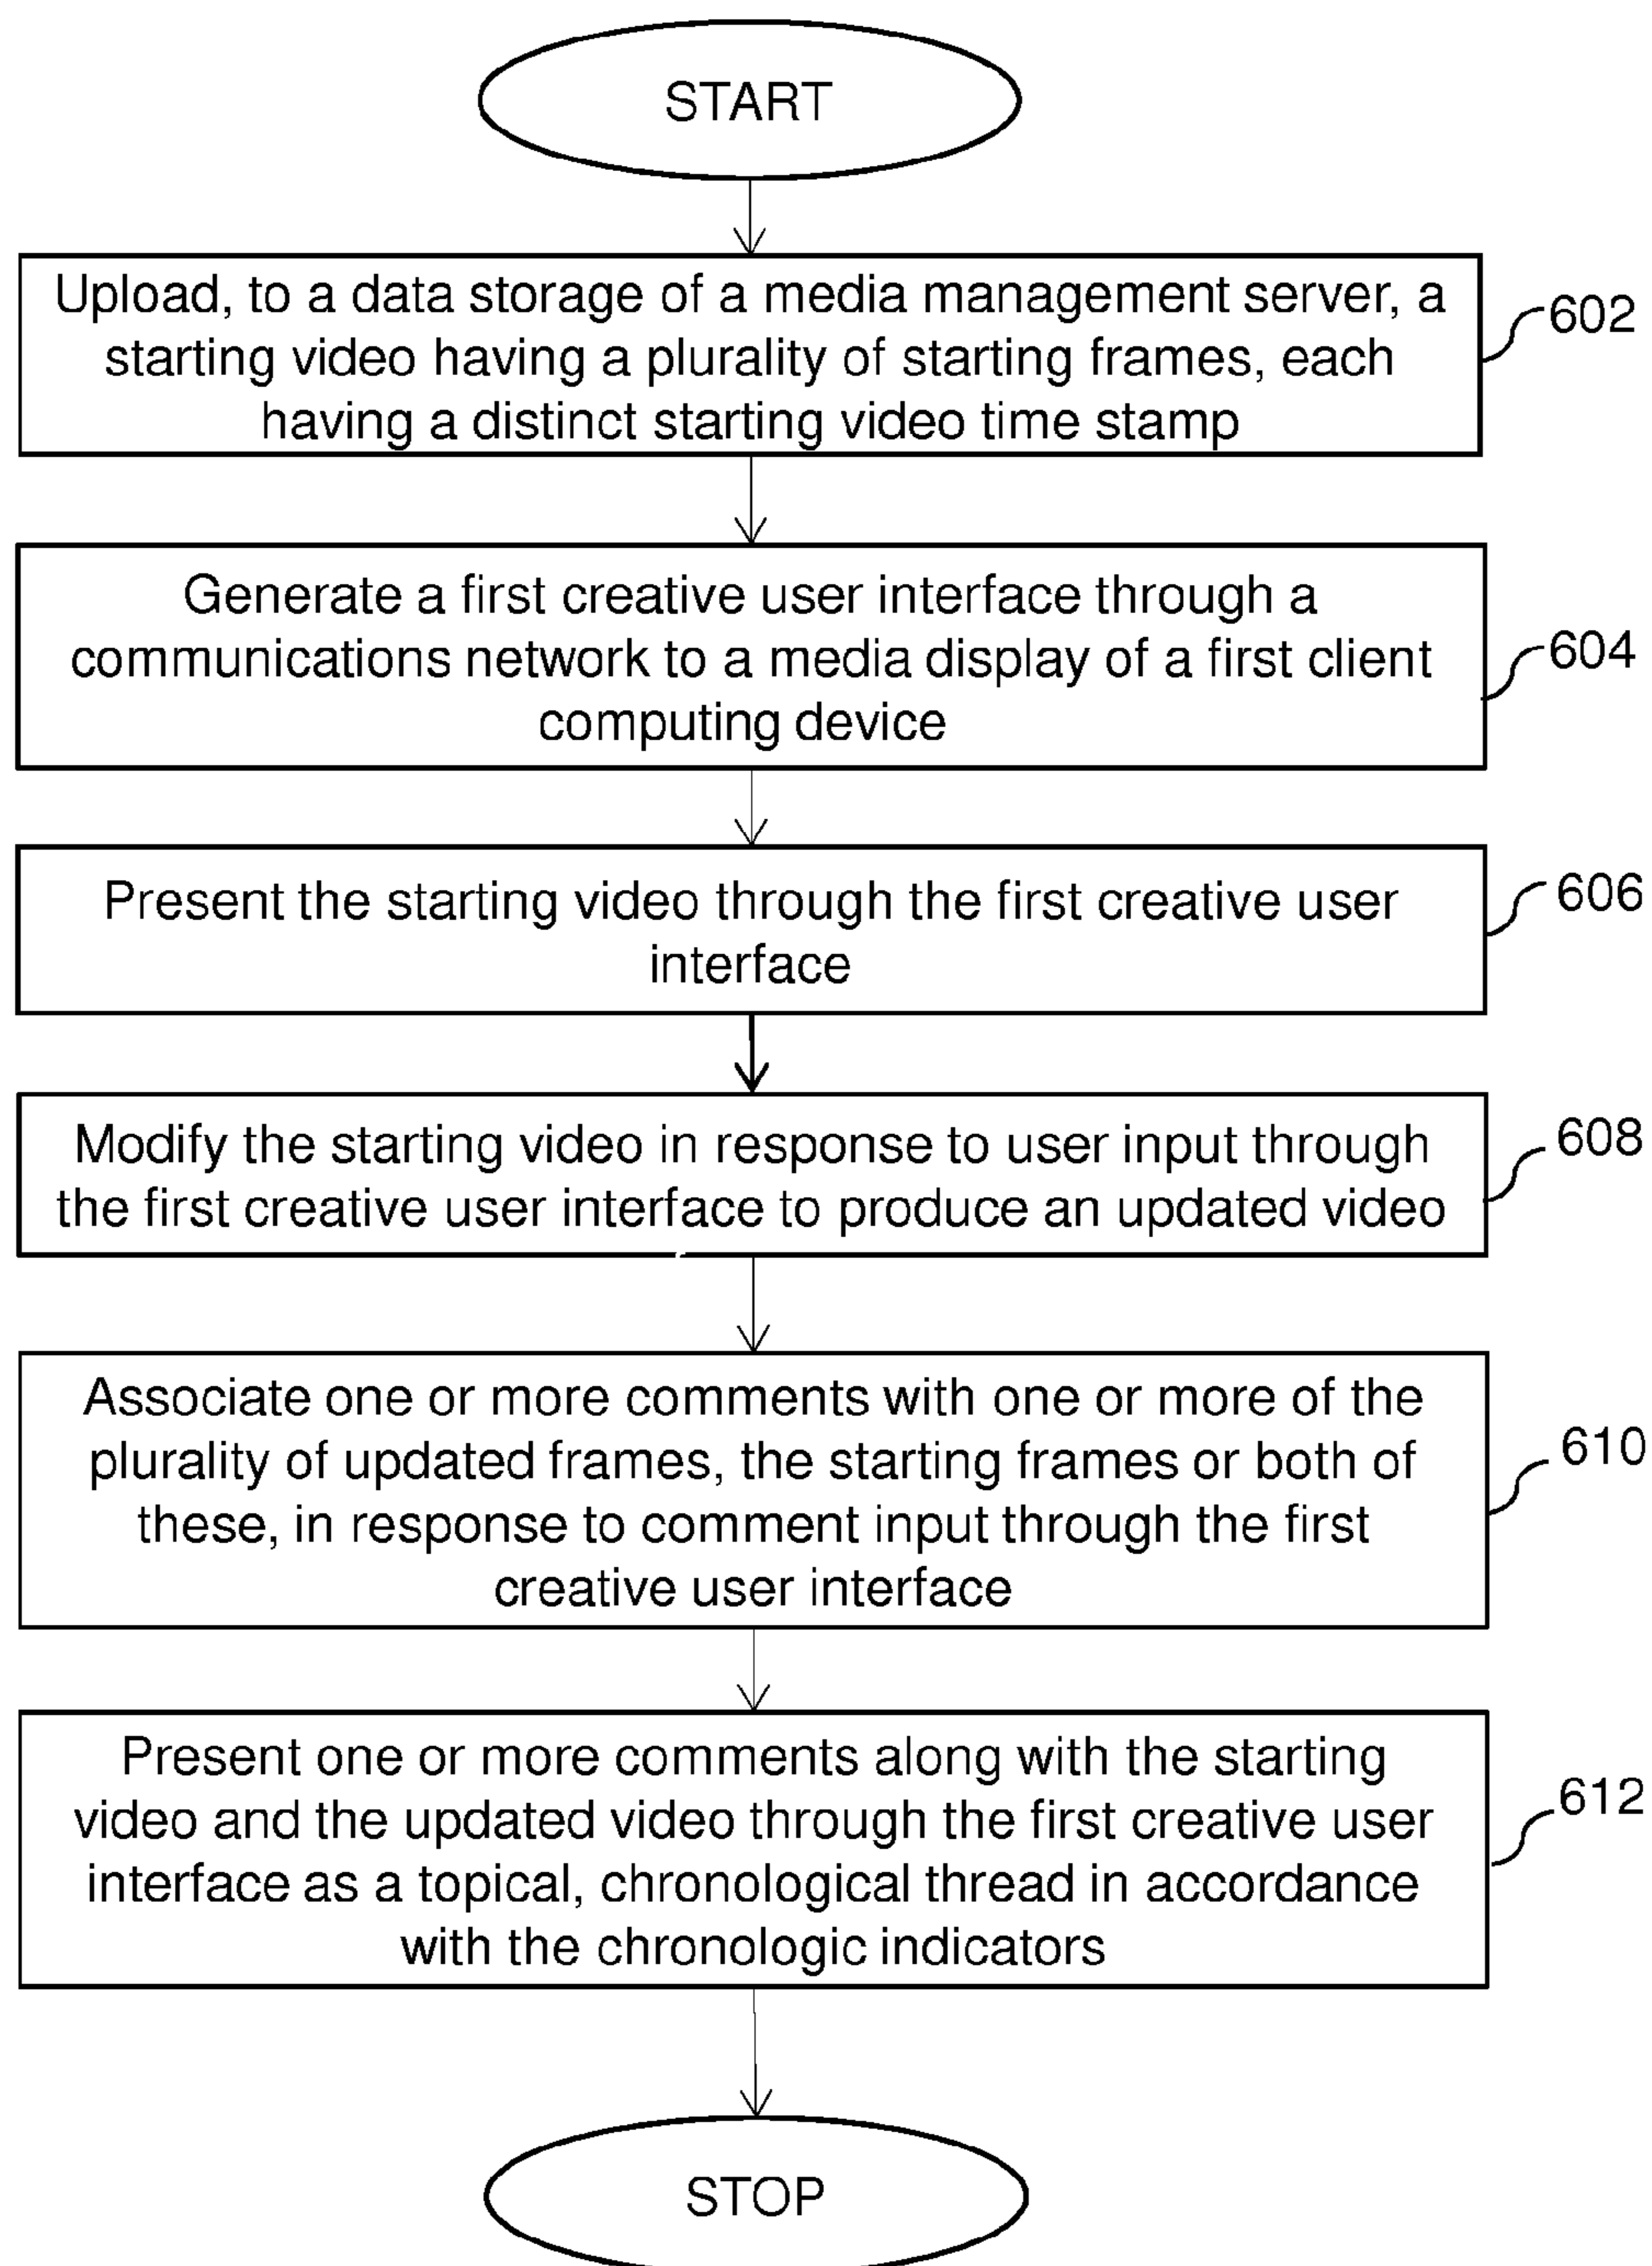 START
Upload, to a data storage of a media management server, a
starting video having a plurality of starting frames, each
having a distinct starting video time stamp
602
Generate a first creative user interface through a
communications network to a media display of a first client
computing device
604
Present the starting video through the first creative user
interface
606
Modify the starting video in response to user input through
the first creative user interface to produce an updated video
608
Associate one or more comments with one or more of the
plurality of updated frames, the starting frames or both of
these, in response to comment input through the first
creative user interface
610
Present one or more comments along with the starting
video and the updated video through the first creative user
interface as a topical, chronological thread in accordance
with the chronologic indicators
612
STOP